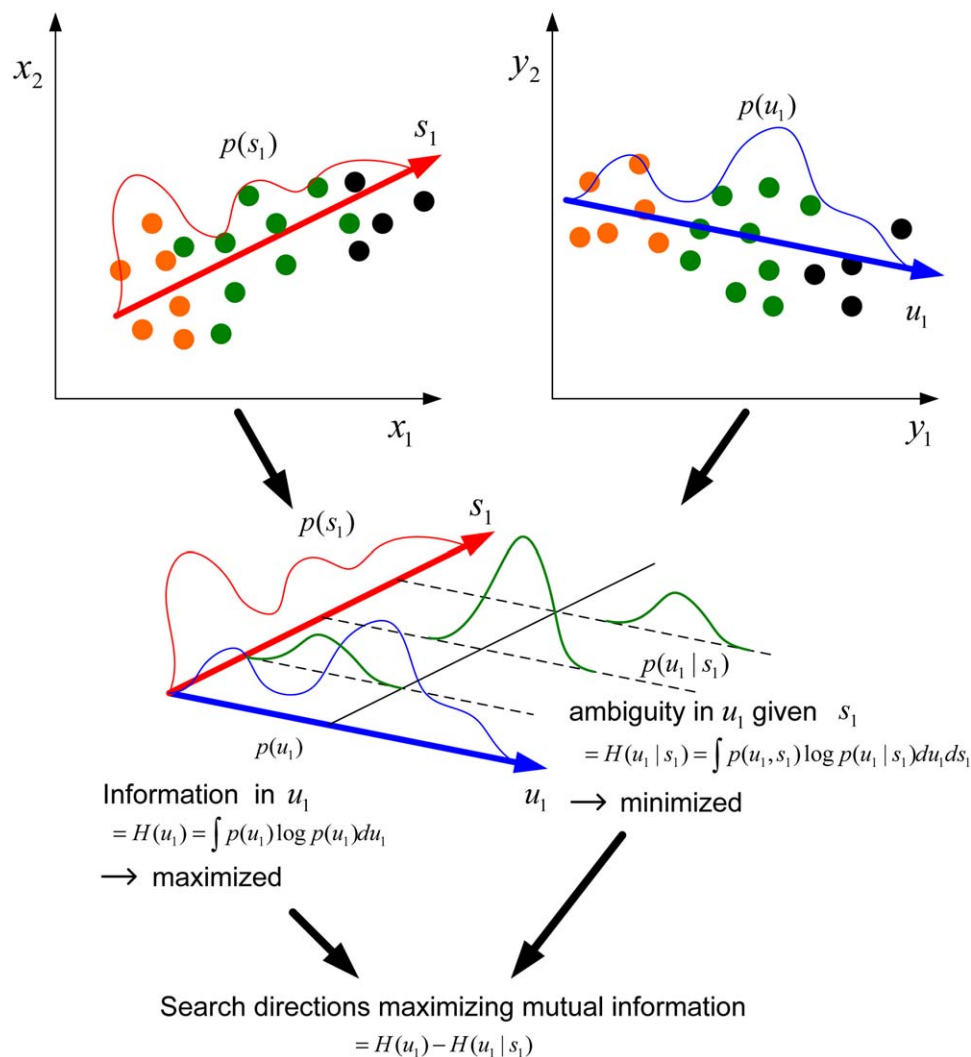 x₂
p(s₁)
s₁
x₁
y₂
p(u₁)
u₁
y₁
p(s₁)
s₁
p(u₁ | s₁)
p(u₁)
u₁
ambiguity in u₁ given s₁
= H(u₁ | s₁) = ∫ p(u₁, s₁) log p(u₁ | s₁)du₁ds₁
→ minimized
Information in u₁
= H(u₁) = ∫ p(u₁) log p(u₁)du₁
→ maximized
Search directions maximizing mutual information
= H(u₁) − H(u₁ | s₁)